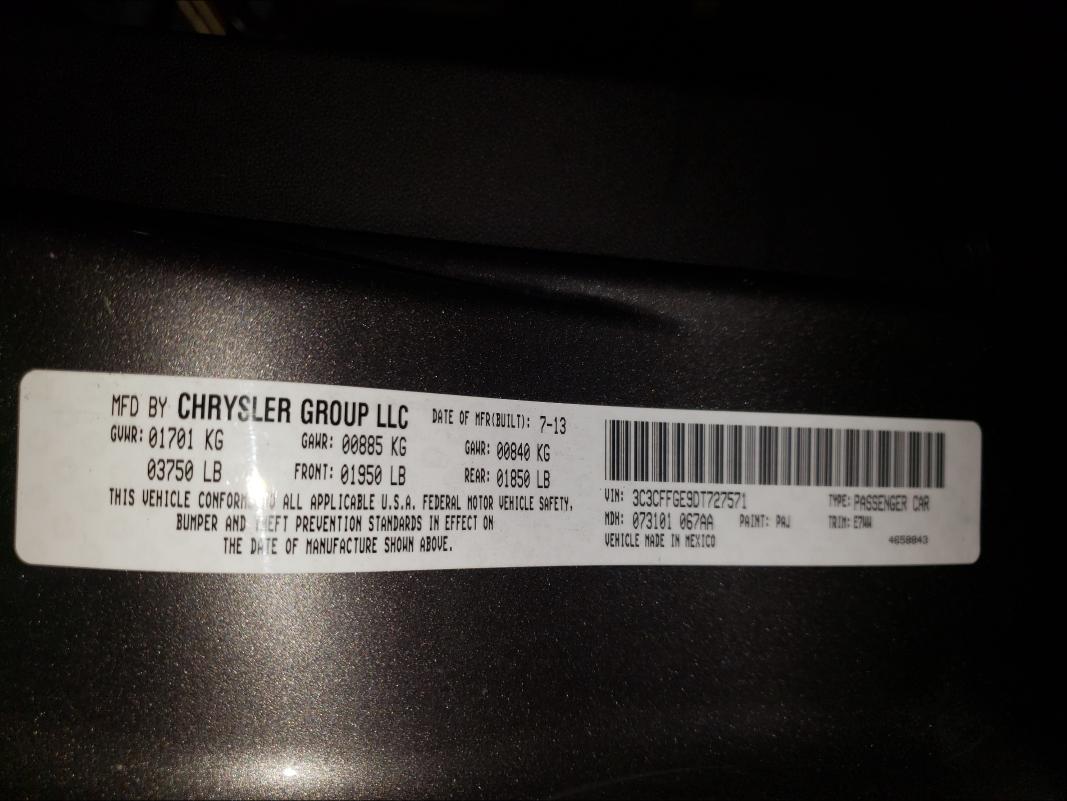 MFD BY CHRYSLER GROUP LLC DATE OF MFR(BUILT): 7-13
GVWR: 01701 KG GAWR: 00885 KG GAWR: 00840 KG
03750 LB FRONT: 01950 LB REAR: 01850 LB
THIS VEHICLE CONFORM TO ALL APPLICABLE U.S.A. FEDERAL MOTOR VEHICLE SAFETY,
BUMPER AND THEFT PREVENTION STANDARDS IN EFFECT ON
THE DATE OF MANUFACTURE SHOWN ABOVE.
VIN: 3C3CFFGE9DT727571 TYPE: PASSENGER CAR
MDH: 073101 067AA PAINT: PAJ TRIM: E7WW
VEHICLE MADE IN MEXICO 4658843